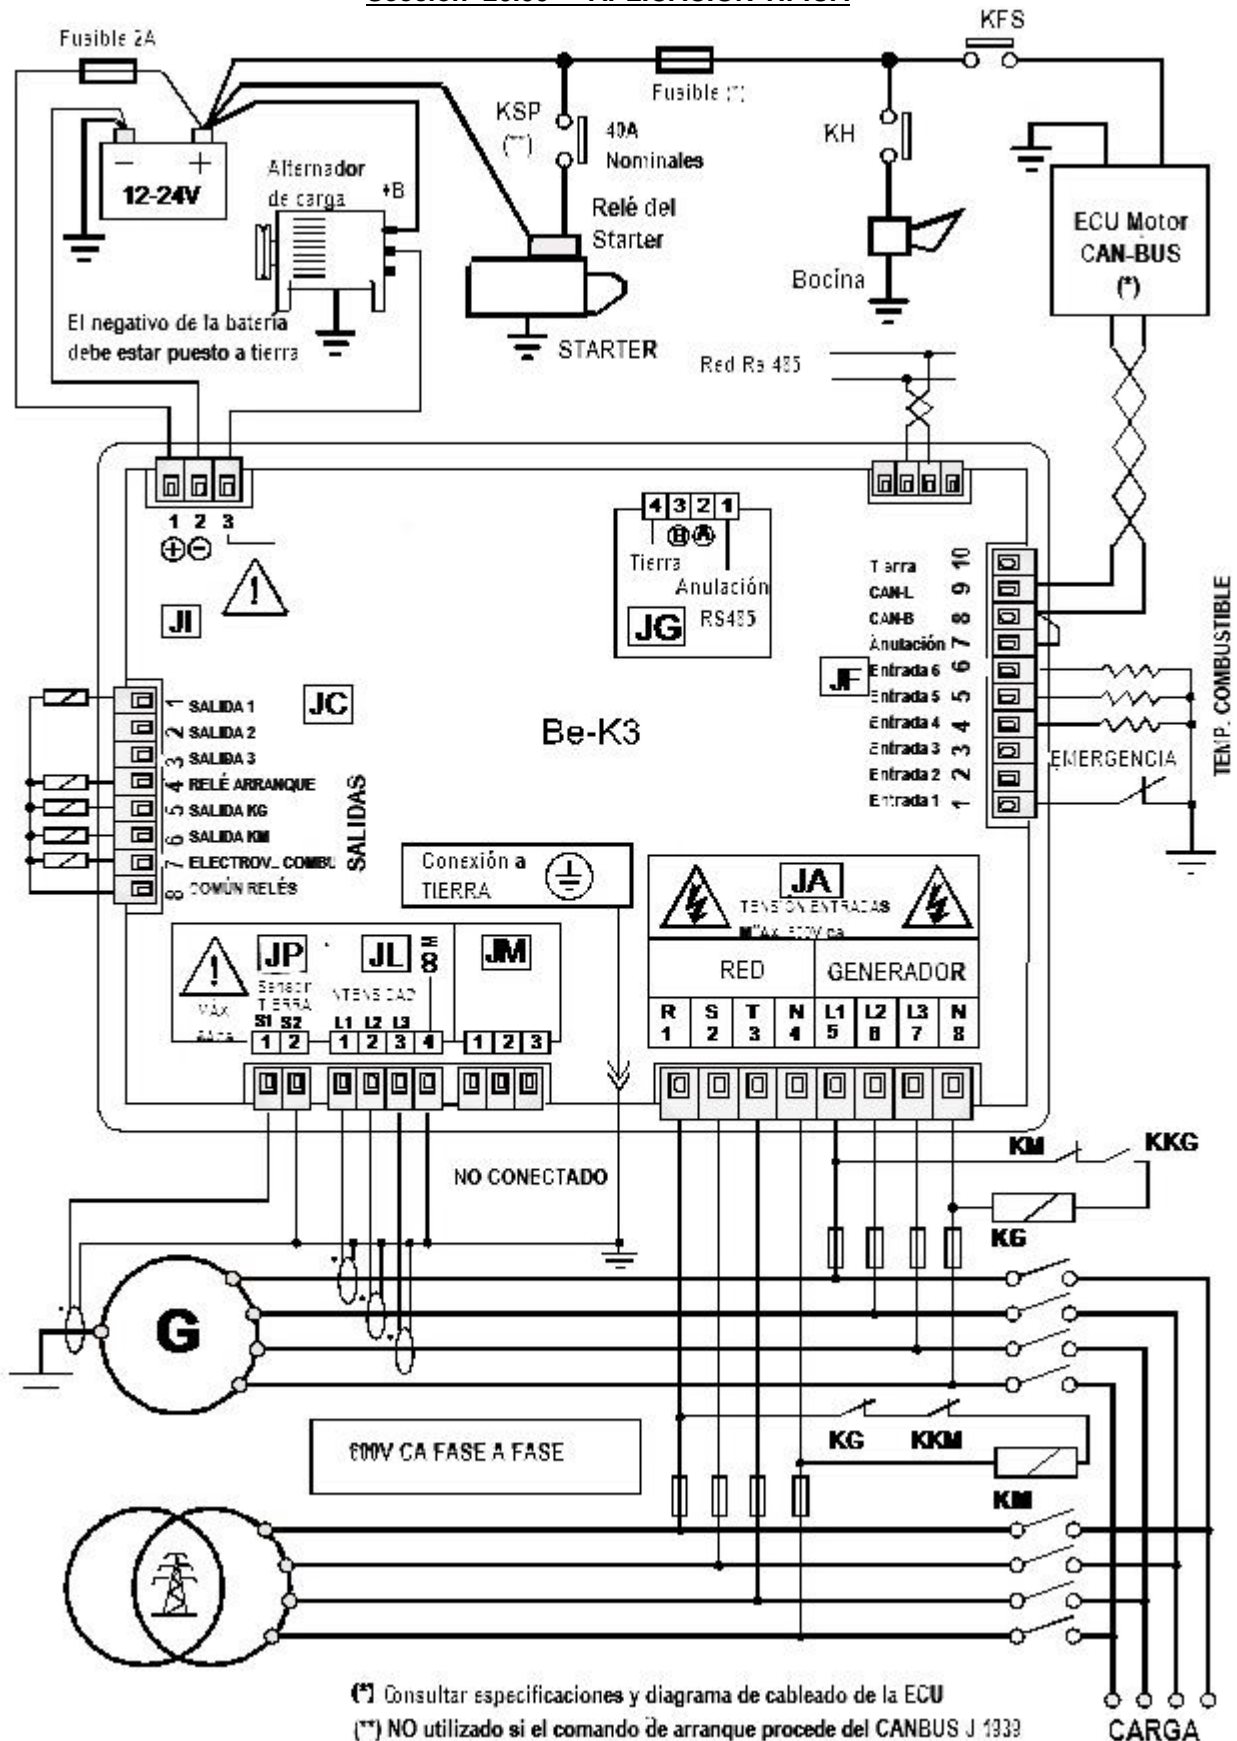 Fusible 2A
KFS
Fusible (*)
KSP
(**)
40A
Nominales
KH
12-24V
Alternador
de carga
+B
Relé del
Starter
ECU Motor
CAN-BUS
(*)
Bocina
El negativo de la batería
debe estar puesto a tierra
STARTER
Red Rs 485
1 2 3
4 3 2 1
B A
Tierra
Anulación
RS485
JG
JI
Tierra 10
CAN-L 9
CAN-B 8
Anulación 7
Entrada 6 6
Entrada 5 5
Entrada 4 4
Entrada 3 3
Entrada 2 2
Entrada 1 1
JF
EMERGENCIA
TEMP. COMBUSTIBLE
JC
Be-K3
1 SALIDA 1
2 SALIDA 2
3 SALIDA 3
4 RELÉ ARRANQUE
5 SALIDA KG
6 SALIDA KM
7 ELECTROV. COMBU
8 COMÚN RELÉS
SALIDAS
Conexión a
TIERRA
JA
TENSION ENTRADAS
RED
GENERADOR
R S T N L1 L2 L3 N
1 2 3 4 5 6 7 8
JP
JL
JM
Sensor
TIERRA
MÁX
S1 S2
L1 L2 L3
1 2
1 2 3 4
1 2 3
NO CONECTADO
KM
KKG
KG
G
KG
KKM
600V CA FASE A FASE
KM
(*) Consultar especificaciones y diagrama de cableado de la ECU
(**) NO utilizado si el comando de arranque procede del CANBUS J 1939
CARGA